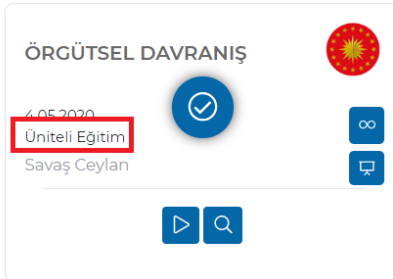 ÖRGÜTSEL DAVRANIŞ
4.05.2020
Üniteli Eğitim
Savaş Ceylan